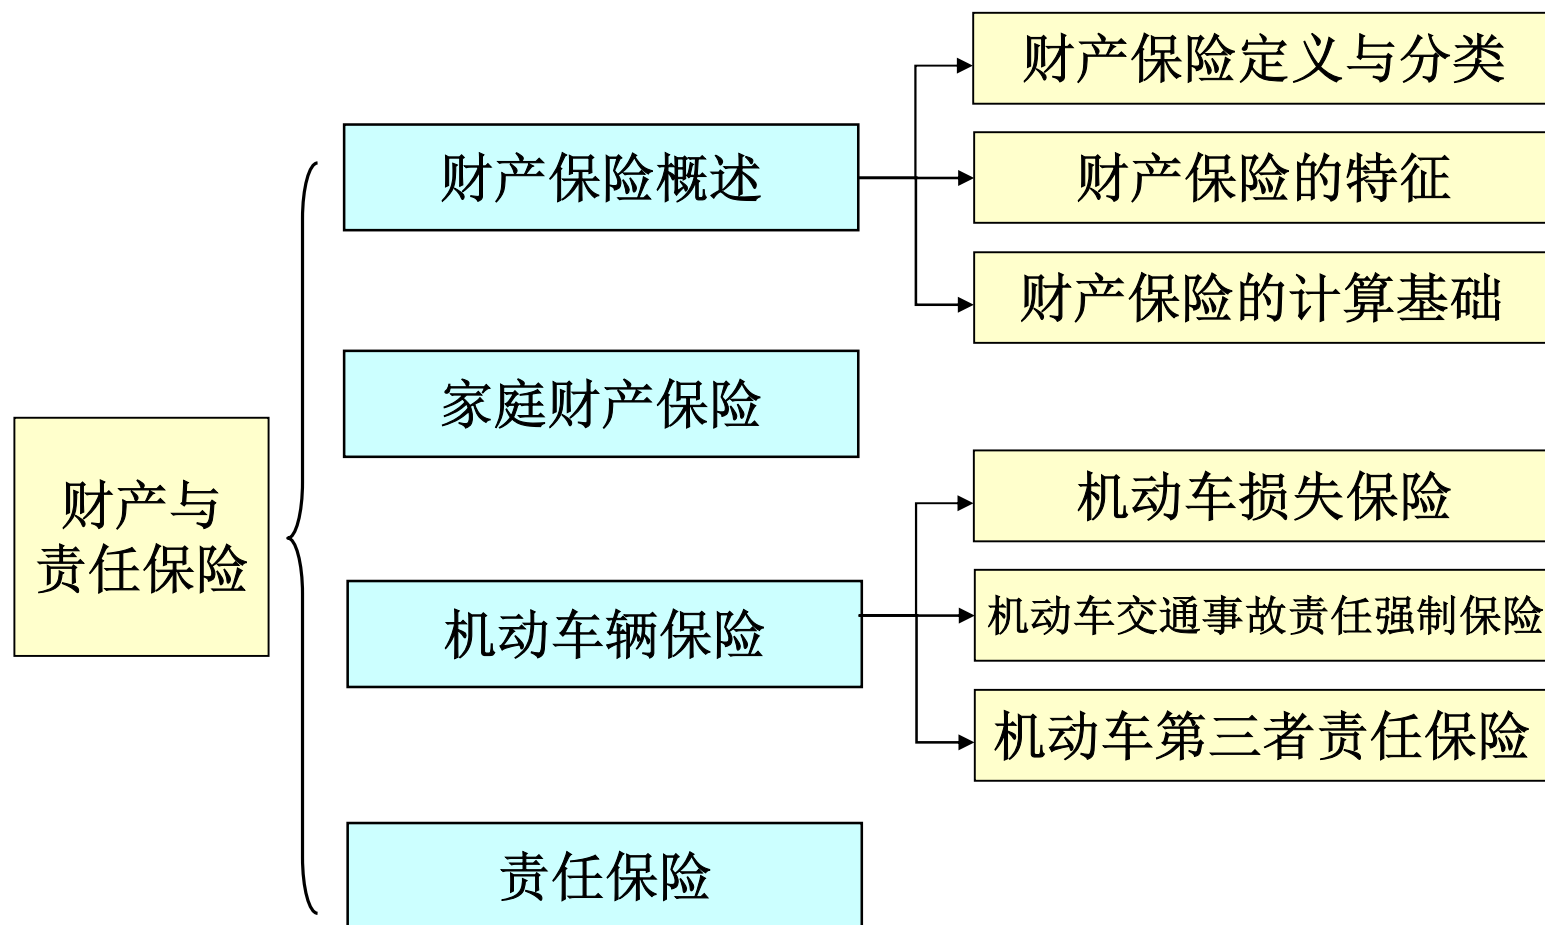 财产保险定义与分类
财产保险概述
财产保险的特征
财产保险的计算基础
家庭财产保险
财产与
责任保险
机动车损失保险
机动车辆保险
机动车交通事故责任强制保险
机动车第三者责任保险
责任保险